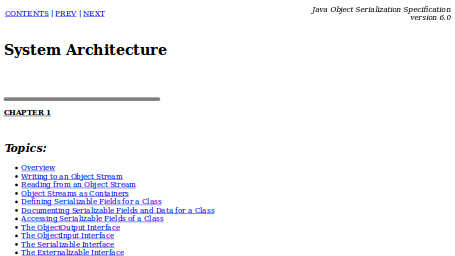 CONTENTS | PREV | NEXT
Java Object Serialization Specification
version 6.0
System Architecture
CHAPTER 1
Topics:
• Overview
• Writing to an Object Stream
• Reading from an Object Stream
• Object Streams as Containers
• Defining Serializable Fields for a Class
• Documenting Serializable Fields and Data for a Class
• Accessing Serializable Fields of a Class
• The ObjectOutput Interface
• The ObjectInput Interface
• The Serializable Interface
• The Externalizable Interface